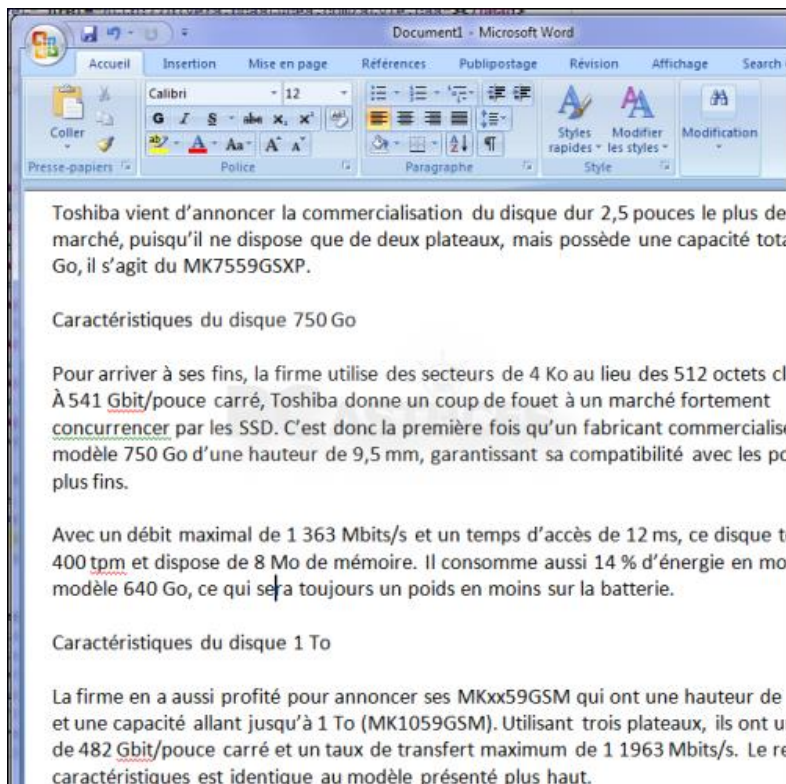 Document1 - Microsoft Word
Accueil Insertion Mise en page Références Publipostage Révision Affichage Search
Coller
Calibri 12
G I S abc x₂ x²
ab A Aa A A
Styles rapides Modifier les styles Modification
Presse-papiers Police Paragraphe Style
Toshiba vient d’annoncer la commercialisation du disque dur 2,5 pouces le plus de
marché, puisqu’il ne dispose que de deux plateaux, mais possède une capacité tota
Go, il s’agit du MK7559GSXP.
Caractéristiques du disque 750 Go
Pour arriver à ses fins, la firme utilise des secteurs de 4 Ko au lieu des 512 octets cl
À 541 Gbit/pouce carré, Toshiba donne un coup de fouet à un marché fortement
concurrencer par les SSD. C’est donc la première fois qu’un fabricant commercialise
modèle 750 Go d’une hauteur de 9,5 mm, garantissant sa compatibilité avec les po
plus fins.
Avec un débit maximal de 1 363 Mbits/s et un temps d’accès de 12 ms, ce disque t
400 tpm et dispose de 8 Mo de mémoire. Il consomme aussi 14 % d’énergie en mo
modèle 640 Go, ce qui sera toujours un poids en moins sur la batterie.
Caractéristiques du disque 1 To
La firme en a aussi profité pour annoncer ses MKxx59GSM qui ont une hauteur de
et une capacité allant jusqu’à 1 To (MK1059GSM). Utilisant trois plateaux, ils ont u
de 482 Gbit/pouce carré et un taux de transfert maximum de 1 1963 Mbits/s. Le re
caractéristiques est identique au modèle présenté plus haut.